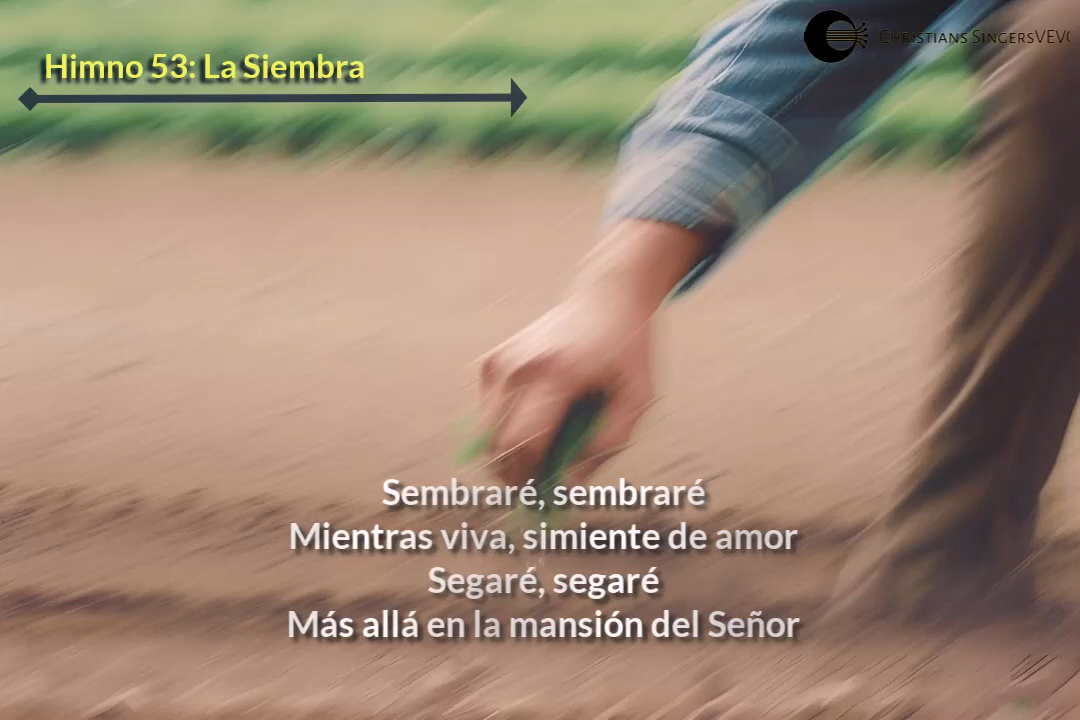 Himno 53: La Siembra
CHRISTIANS SINGERSVEVO
Sembraré, sembraré
Mientras viva, simiente de amor
Segaré, segaré
Más allá en la mansión del Señor